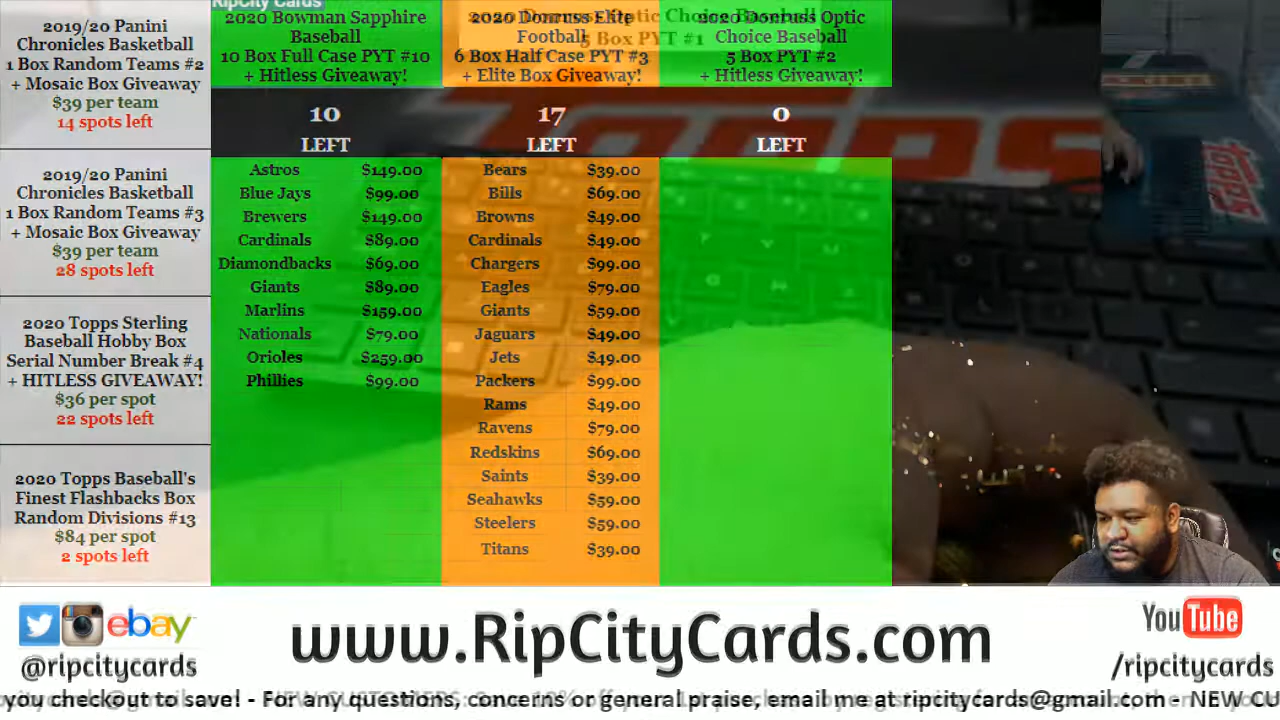 2019/20 Panini
Chronicles Basketball
1 Box Random Teams #2
+ Mosaic Box Giveaway
$39 per team
14 spots left
2019/20 Panini
Chronicles Basketball
1 Box Random Teams #3
+ Mosaic Box Giveaway
$39 per team
28 spots left
2020 Topps Sterling
Baseball Hobby Box
Serial Number Break #4
+ HITLESS GIVEAWAY!
$36 per spot
22 spots left
2020 Topps Baseball's
Finest Flashbacks Box
Random Divisions #13
$84 per spot
2 spots left
RipCity Cards
2020 Bowman Sapphire
Baseball
10 Box Full Case PYT #10
+ Hitless Giveaway!
10
LEFT
Astros $149.00
Blue Jays $99.00
Brewers $149.00
Cardinals $89.00
Diamondbacks $69.00
Giants $89.00
Marlins $159.00
Nationals $79.00
Orioles $259.00
Phillies $99.00
2020 Donruss Elite
Football
6 Box Half Case PYT #3
+ Elite Box Giveaway!
17
LEFT
Bears $39.00
Bills $69.00
Browns $49.00
Cardinals $49.00
Chargers $99.00
Eagles $79.00
Giants $59.00
Jaguars $49.00
Jets $49.00
Packers $99.00
Rams $49.00
Ravens $79.00
Redskins $69.00
Saints $39.00
Seahawks $59.00
Steelers $59.00
Titans $39.00
2020 Donruss Optic
Choice Baseball
5 Box PYT #2
+ Hitless Giveaway!
0
LEFT
Topps
Topps
ebay
@ripcitycards
www.RipCityCards.com
YouTube
/ripcitycards
you checkout to save! - For any questions, concerns or general praise, email me at ripcitycards@gmail.com - NEW CU